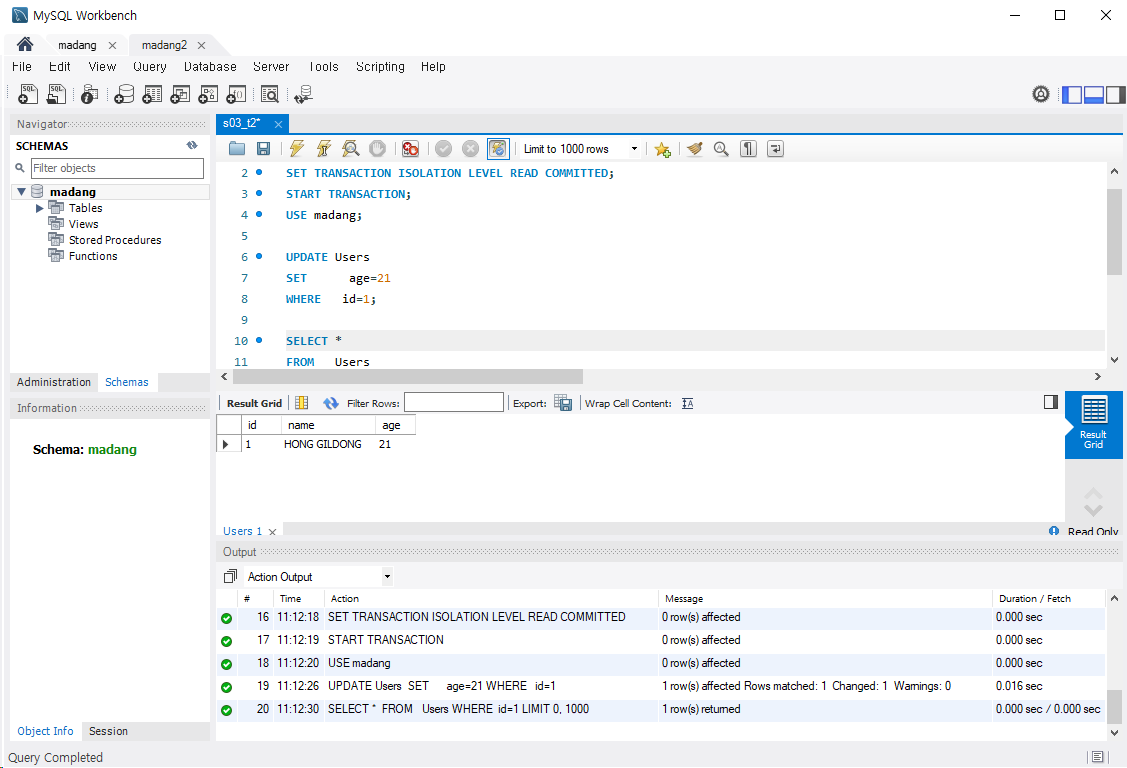 MySQL Workbench
madang
madang2
File Edit View Query Database Server Tools Scripting Help
Navigator
SCHEMAS
Filter objects
madang
Tables
Views
Stored Procedures
Functions
Administration Schemas
Information
Schema: madang
Object Info Session
s03_t2*
Limit to 1000 rows
2 SET TRANSACTION ISOLATION LEVEL READ COMMITTED;
3 START TRANSACTION;
4 USE madang;
5
6 UPDATE Users
7 SET age=21
8 WHERE id=1;
9
10 SELECT *
11 FROM Users
Result Grid Filter Rows: Export: Wrap Cell Content:
id name age
1 HONG GILDONG 21
Result
Grid
Users 1
Read Only
Output
Action Output
# Time Action Message Duration / Fetch
16 11:12:18 SET TRANSACTION ISOLATION LEVEL READ COMMITTED 0 row(s) affected 0.000 sec
17 11:12:19 START TRANSACTION 0 row(s) affected 0.000 sec
18 11:12:20 USE madang 0 row(s) affected 0.000 sec
19 11:12:26 UPDATE Users SET age=21 WHERE id=1 1 row(s) affected Rows matched: 1 Changed: 1 Warnings: 0 0.016 sec
20 11:12:30 SELECT * FROM Users WHERE id=1 LIMIT 0, 1000 1 row(s) returned 0.000 sec / 0.000 sec
Query Completed